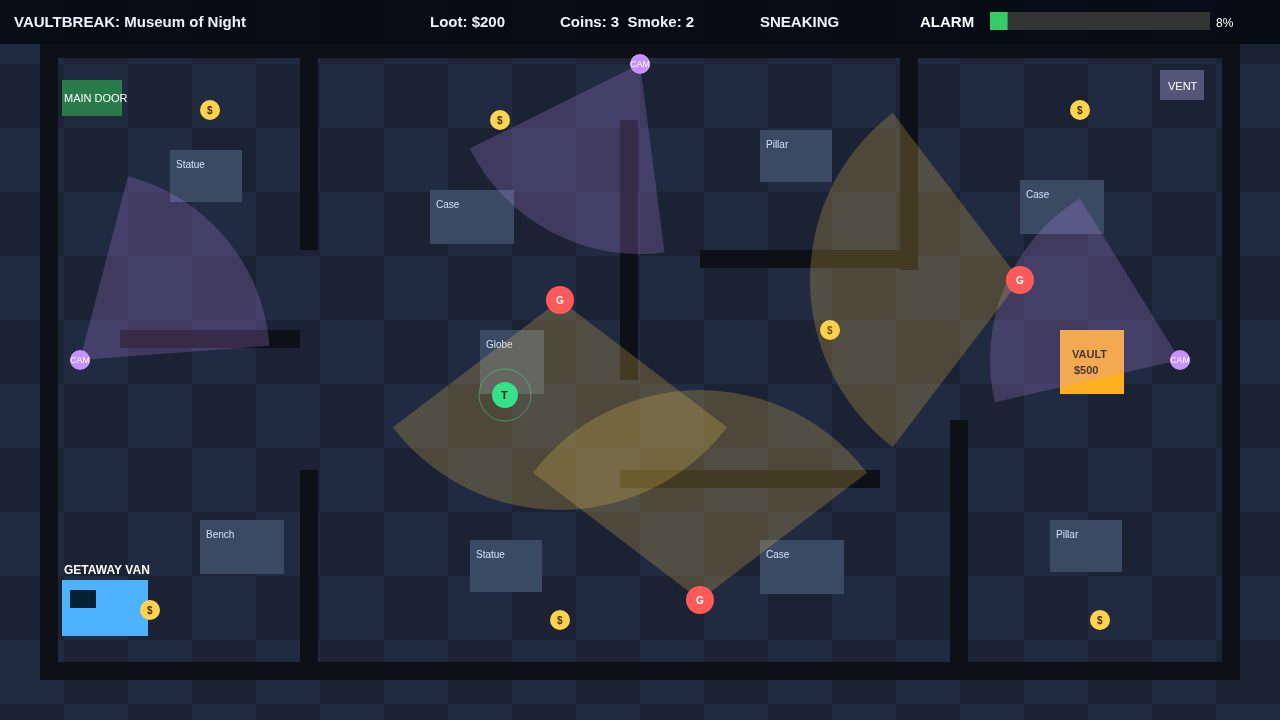 VAULTBREAK: Museum of Night
Loot: $200
Coins: 3  Smoke: 2
SNEAKING
ALARM
8%
CAM
MAIN DOOR
VENT
$
$
$
Statue
Pillar
Case
Case
G
G
$
Globe
VAULT
$500
CAM
CAM
T
Bench
Statue
Case
Pillar
GETAWAY VAN
$
G
$
$